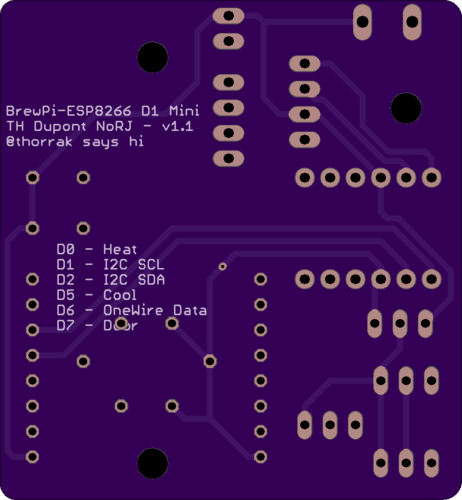 BrewPi-ESP8266 D1 Mini
TH Dupont NoRJ - v1.1
@thorrak says hi
D0 - Heat
D1 - I2C SCL
D2 - I2C SDA
D5 - Cool
D6 - OneWire Data
D7 - Door